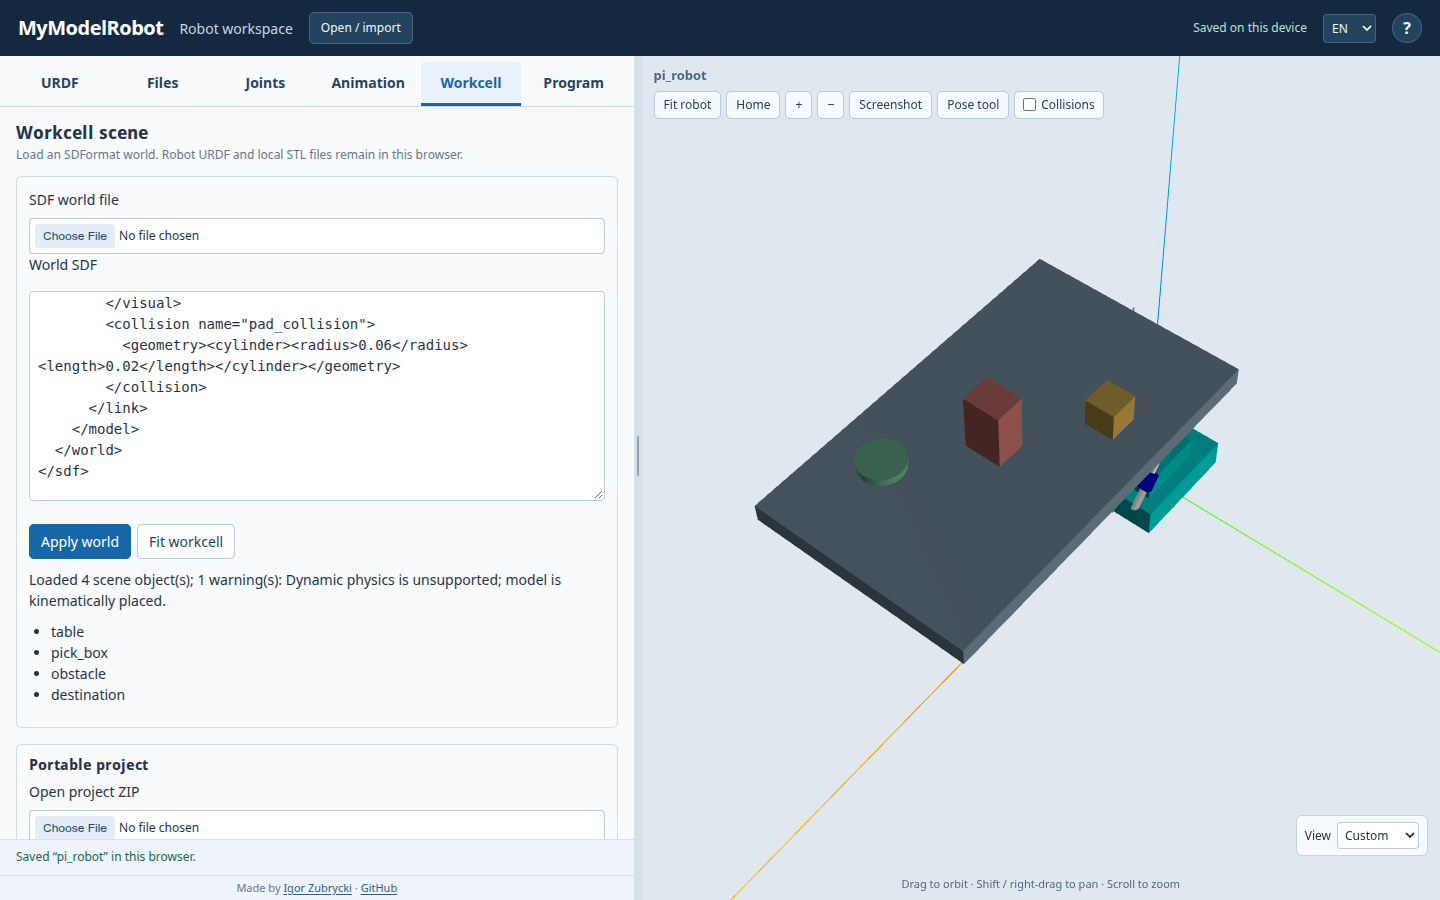 MyModelRobot
Robot workspace
Open / import
Saved on this device
EN
?
URDF
Files
Joints
Animation
Workcell
Program
Workcell scene
Load an SDFormat world. Robot URDF and local STL files remain in this browser.
SDF world file
Choose File No file chosen
World SDF
</visual>
<collision name="pad_collision">
<geometry><cylinder><radius>0.06</radius>
<length>0.02</length></cylinder></geometry>
</collision>
</link>
</model>
</world>
</sdf>
Apply world
Fit workcell
Loaded 4 scene object(s); 1 warning(s): Dynamic physics is unsupported; model is
kinematically placed.
table
pick_box
obstacle
destination
Portable project
Open project ZIP
Choose File No file chosen
Saved “pi_robot” in this browser.
Made by Igor Zubrycki · GitHub
pi_robot
Fit robot
Home
+
−
Screenshot
Pose tool
Collisions
View
Custom
Drag to orbit · Shift / right-drag to pan · Scroll to zoom